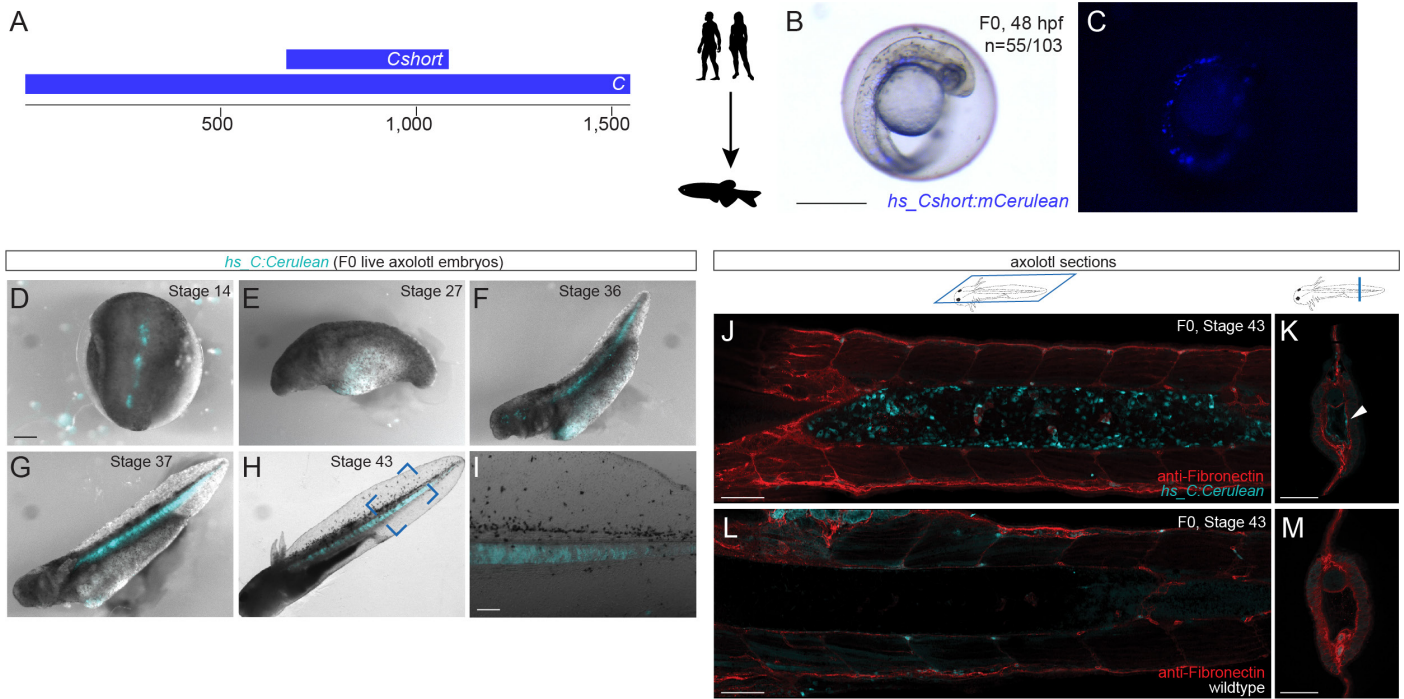 A
Cshort
C
500
1,000
1,500
B
F0, 48 hpf
n=55/103
hs_Cshort:mCerulean
C
hs_C:Cerulean (F0 live axolotl embryos)
D
Stage 14
E
Stage 27
F
Stage 36
G
Stage 37
H
Stage 43
I
axolotl sections
J
F0, Stage 43
anti-Fibronectin
hs_C:Cerulean
K
L
F0, Stage 43
anti-Fibronectin
wildtype
M